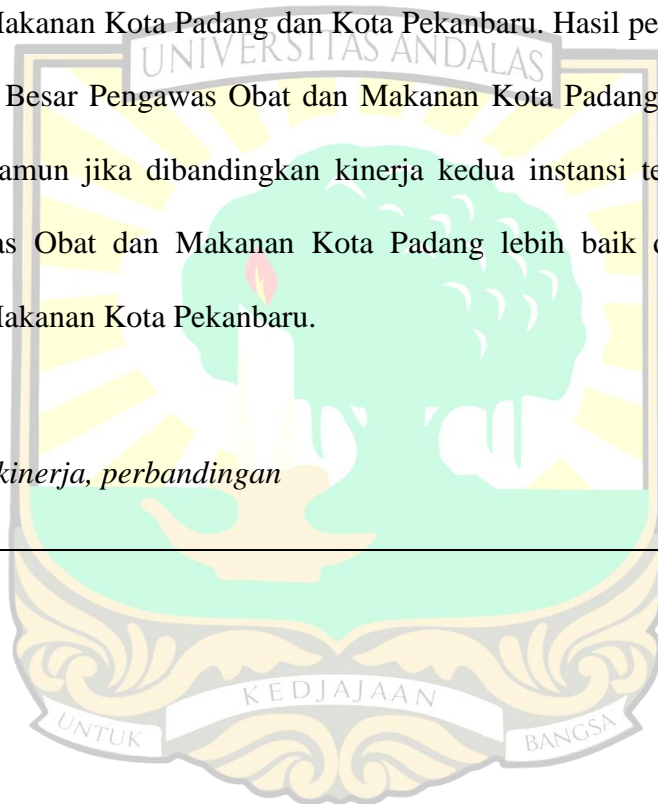 Makanan Kota Padang dan Kota Pekanbaru. Hasil pe
UNIVERSITAS ANDALAS
Besar Pengawas Obat dan Makanan Kota Padang
amun jika dibandingkan kinerja kedua instansi te
as Obat dan Makanan Kota Padang lebih baik d
Makanan Kota Pekanbaru.
kinerja, perbandingan
KEDJAJAAN
UNTUK BANGSA